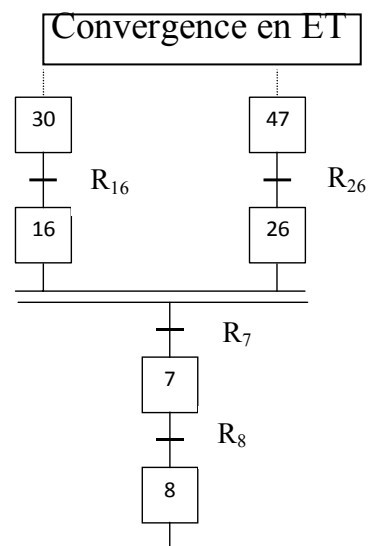 Convergence en ET
30 47
R₁₆ R₂₆
16 26
R₇
7
R₈
8